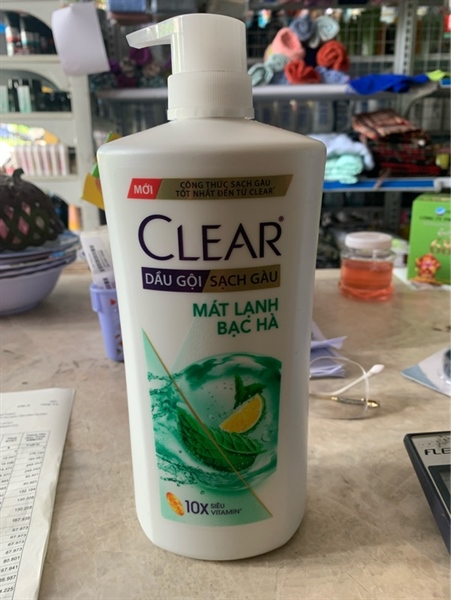 MỚI
CÔNG THỨC SẠCH GÀU
TỐT NHẤT ĐẾN TỪ CLEAR*
CLEAR®
DẦU GỘI SẠCH GÀU
MÁT LẠNH
BẠC HÀ
10X SIÊU
VITAMIN*
FLE